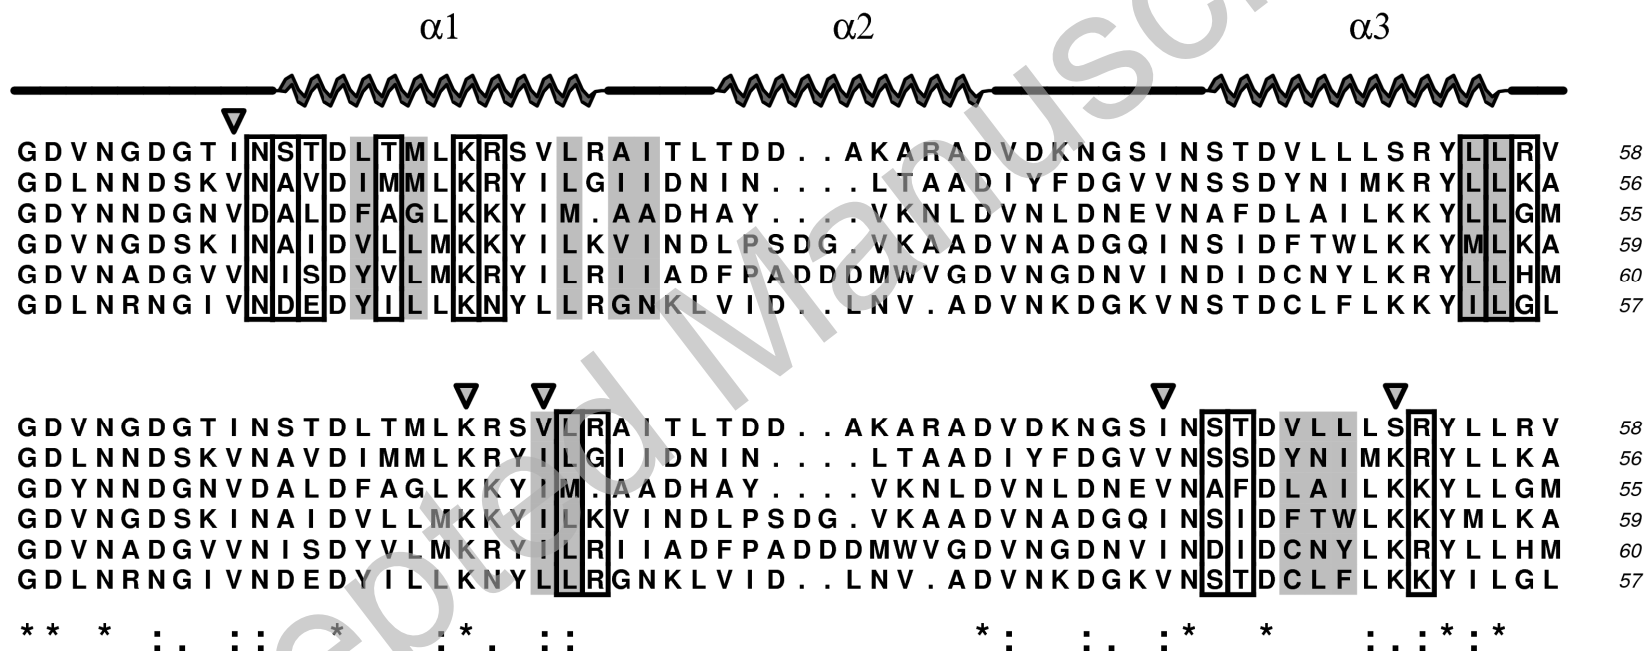 α1 α2 α3
GDVNGDGTINSTDLTMLKRSVLRAITLTDD..AKARADVDKNGSINSTDVLLLSRYLLRV 58
GDLNNDSKVNAVDIMMLKRYILGIIDNIN....LTAADIYFDGVVNSSDYNIMKRYLLKA 56
GDYNNDGNVDALDFAGLKKYIM.AADHAY....VKNLDVNLDNEVNAFDLAILKKYLLGM 55
GDVNGDSKINAIDVLLMKKYILKVINDLPSDG.VKAADVNADGQINSIDFTWLKKYMLKA 59
GDVNADGVVNISDYVLMKRYILRIIADFPADDDMWVGDVNGDNVINDIDCNYLKRYLLHM 60
GDLNRNGIVNDEDYILLKNYLLRGNKLVID..LNV.ADVNKDGKVNSTDCLFLKKYILGL 57
GDVNGDGTINSTDLTMLKRSVLRAITLTDD..AKARADVDKNGSINSTDVLLLSRYLLRV 58
GDLNNDSKVNAVDIMMLKRYILGIIDNIN....LTAADIYFDGVVNSSDYNIMKRYLLKA 56
GDYNNDGNVDALDFAGLKKYIM.AADHAY....VKNLDVNLDNEVNAFDLAILKKYLLGM 55
GDVNGDSKINAIDVLLMKKYILKVINDLPSDG.VKAADVNADGQINSIDFTWLKKYMLKA 59
GDVNADGVVNISDYVLMKRYILRIIADFPADDDMWVGDVNGDNVINDIDCNYLKRYLLHM 60
GDLNRNGIVNDEDYILLKNYLLRGNKLVID..LNV.ADVNKDGKVNSTDCLFLKKYILGL 57
** * :. :: * :*. :: *: :. :* * :.:*:*
epted Manusc